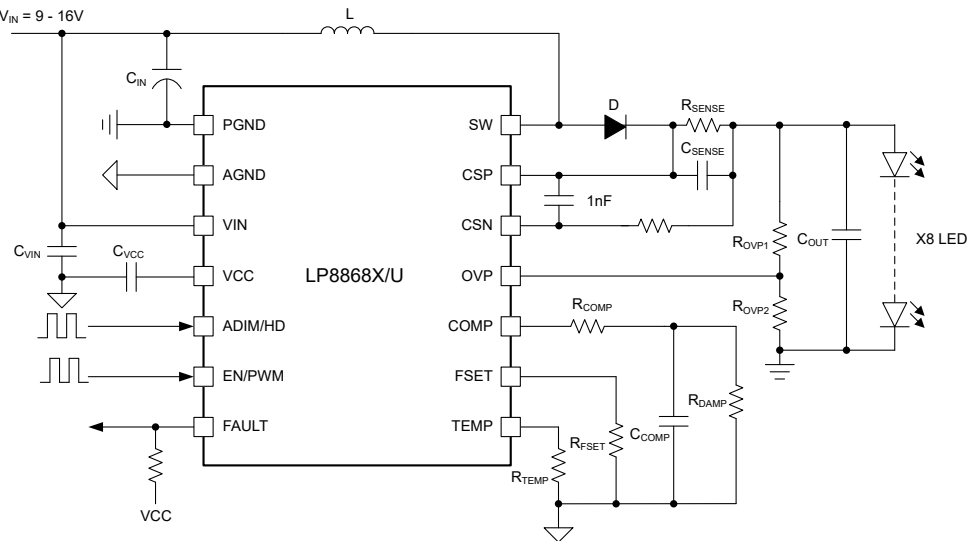 V_IN = 9 - 16V
L
C_IN
D
R_SENSE
PGND
SW
C_SENSE
AGND
CSP
1nF
VIN
CSN
C_VIN
C_VCC
VCC
LP8868X/U
OVP
R_OVP1
C_OUT
X8 LED
R_COMP
R_OVP2
ADIM/HD
COMP
EN/PWM
FSET
R_DAMP
FAULT
TEMP
R_FSET
C_COMP
R_TEMP
VCC